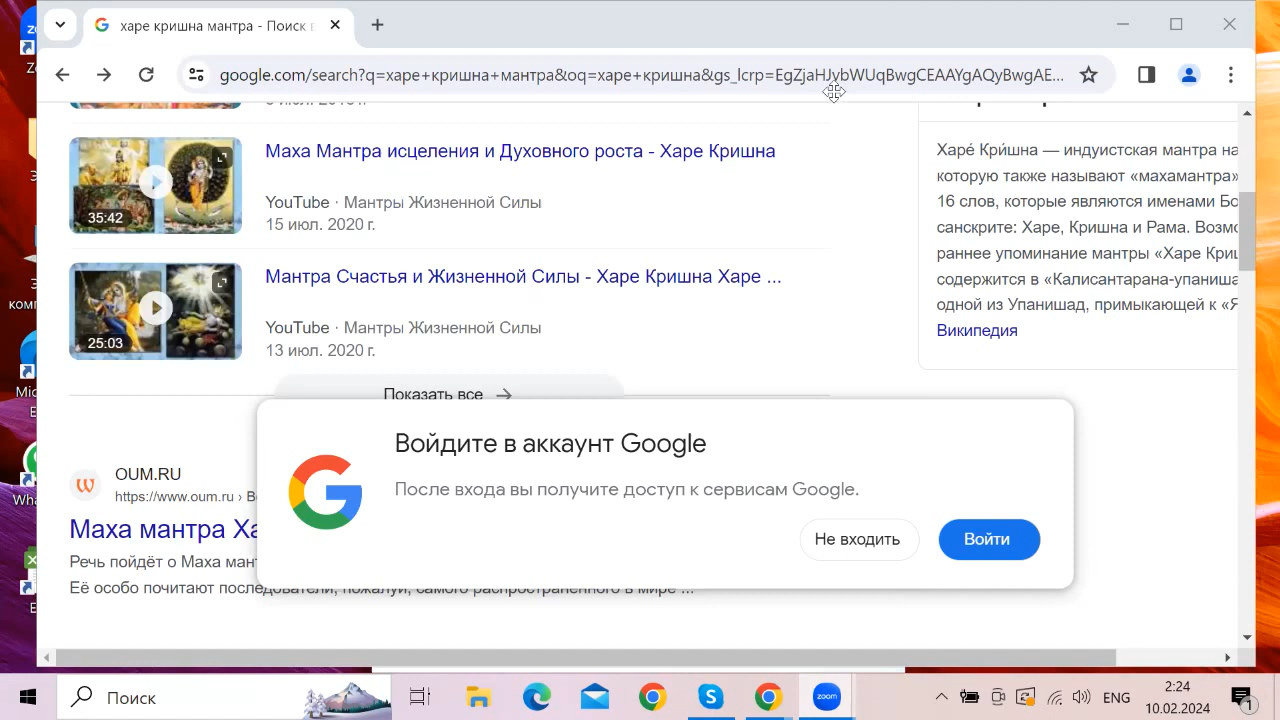 харе кришна мантра - Поиск в
google.com/search?q=харе+кришна+мантра&oq=харе+кришна&gs_lcrp=EgZjaHJvbWUqBwgCEAAYgAQyBwgAE...
Маха Мантра исцеления и Духовного роста - Харе Кришна
YouTube · Мантры Жизненной Силы
15 июл. 2020 г.
35:42
Мантра Счастья и Жизненной Силы - Харе Кришна Харе ...
YouTube · Мантры Жизненной Силы
13 июл. 2020 г.
25:03
Показать все
Харе́ Кри́шна — индуистская мантра на
которую также называют «махамантра»
16 слов, которые являются именами Бо
санскрите: Харе, Кришна и Рама. Возмо
раннее упоминание мантры «Харе Кри
содержится в «Калисантарана-упаниша
одной из Упанишад, примыкающей к «Я
Википедия
OUM.RU
https://www.oum.ru › Во
Маха мантра Ха
Речь пойдёт о Маха мант
Её особо почитают последователи, пожалуй, самого распространённого в мире ...
Войдите в аккаунт Google
После входа вы получите доступ к сервисам Google.
Не входить
Войти
Поиск
zoom
ENG
2:24
10.02.2024
1